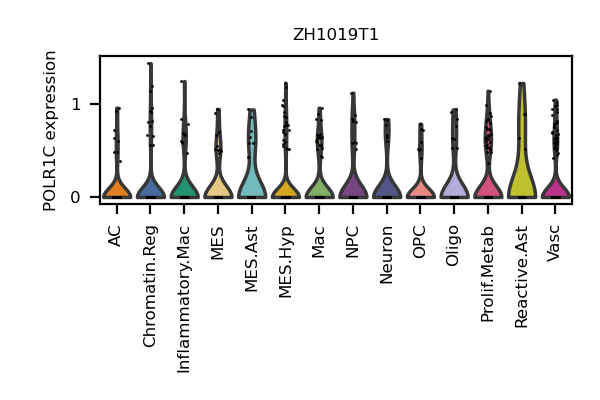 ZH1019T1
POLR1C expression
1
0
AC
Chromatin.Reg
Inflammatory.Mac
MES
MES.Ast
MES.Hyp
Mac
NPC
Neuron
OPC
Oligo
Prolif.Metab
Reactive.Ast
Vasc